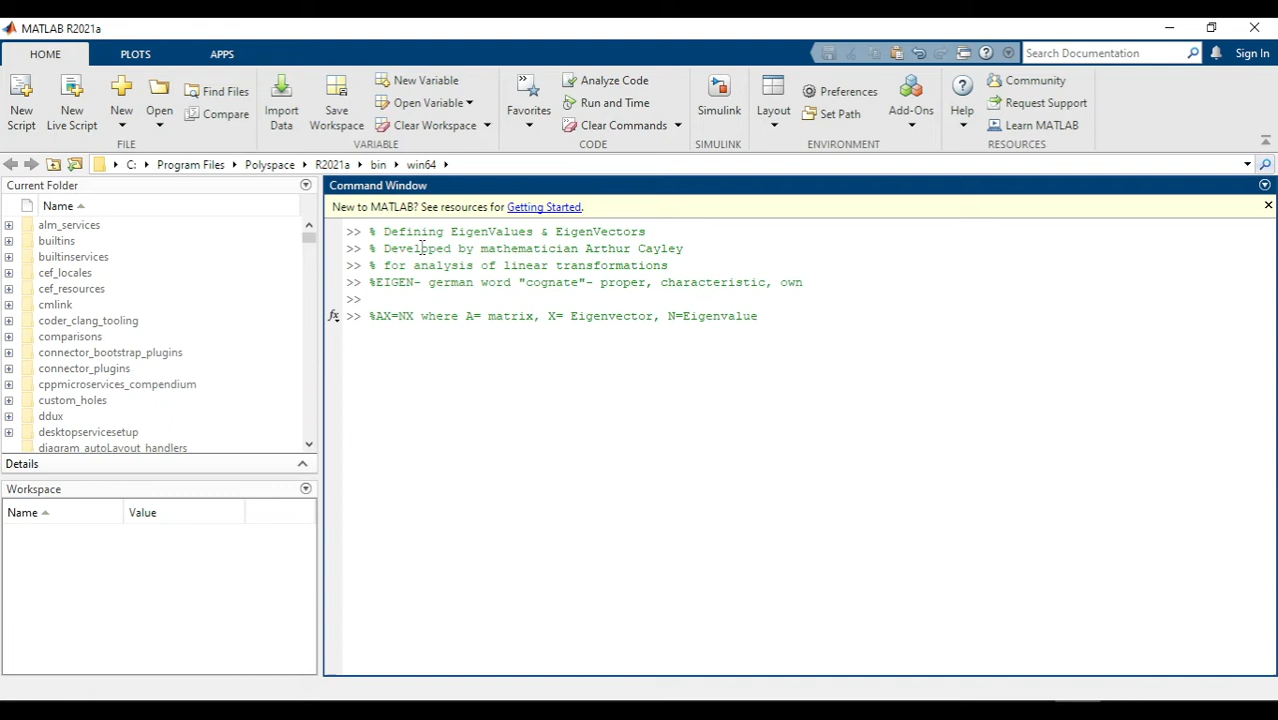 MATLAB R2021a
HOME PLOTS APPS
Search Documentation Sign In
New Script
New Live Script
New
Open
Find Files
Compare
FILE
Import Data
Save Workspace
New Variable
Open Variable
Clear Workspace
VARIABLE
Favorites
Analyze Code
Run and Time
Clear Commands
CODE
Simulink
SIMULINK
Layout
Preferences
Set Path
Add-Ons
ENVIRONMENT
Help
Community
Request Support
Learn MATLAB
RESOURCES
C: Program Files Polyspace R2021a bin win64
Current Folder
Name
alm_services
builtins
builtinservices
cef_locales
cef_resources
cmlink
coder_clang_tooling
comparisons
connector_bootstrap_plugins
connector_plugins
cppmicroservices_compendium
custom_holes
ddux
desktopservicesetup
diagram_autoLayout_handlers
Details
Workspace
Name Value
Command Window
New to MATLAB? See resources for Getting Started.
>> % Defining EigenValues & EigenVectors
>> % Developed by mathematician Arthur Cayley
>> % for analysis of linear transformations
>> %EIGEN- german word "cognate"- proper, characteristic, own
>>
fx >> %AX=NX where A= matrix, X= Eigenvector, N=Eigenvalue